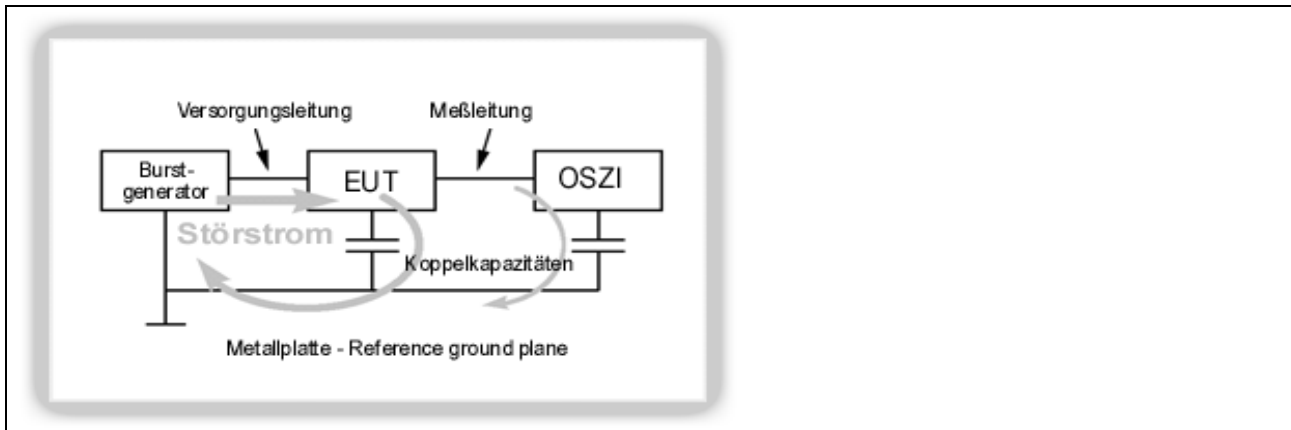 Versorgungsleitung
Meßleitung
Burst-
generator
EUT
OSZI
Störstrom
Koppelkapazitäten
Metallplatte - Reference ground plane